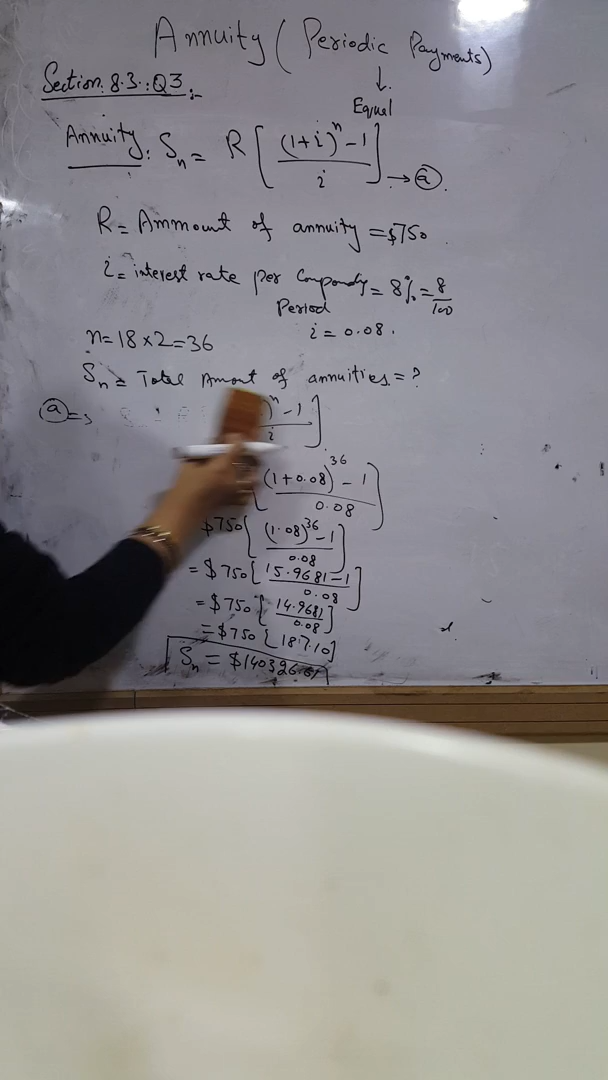 Annuity (Periodic Payments)
Section: 8.3: Q3:-
Equal
Annuity: Sn = R [ (1+i)^n - 1 / i ] → (a).
R = Ammount of annuity = $750
i = interest rate per Compondy Period = 8% = 8/100
i = 0.08.
n = 18 × 2 = 36
Sn = Total Amount of annuities = ?
(a) => n - 1 / i ]
(1+0.08)^36 - 1 / 0.08 ]
$750 [ (1.08)^36 - 1 / 0.08 ]
= $750 [ 15.9681 - 1 / 0.08 ]
= $750 [ 14.9681 / 0.08 ]
= $750 [ 187.10 ]
Sn = $140326.